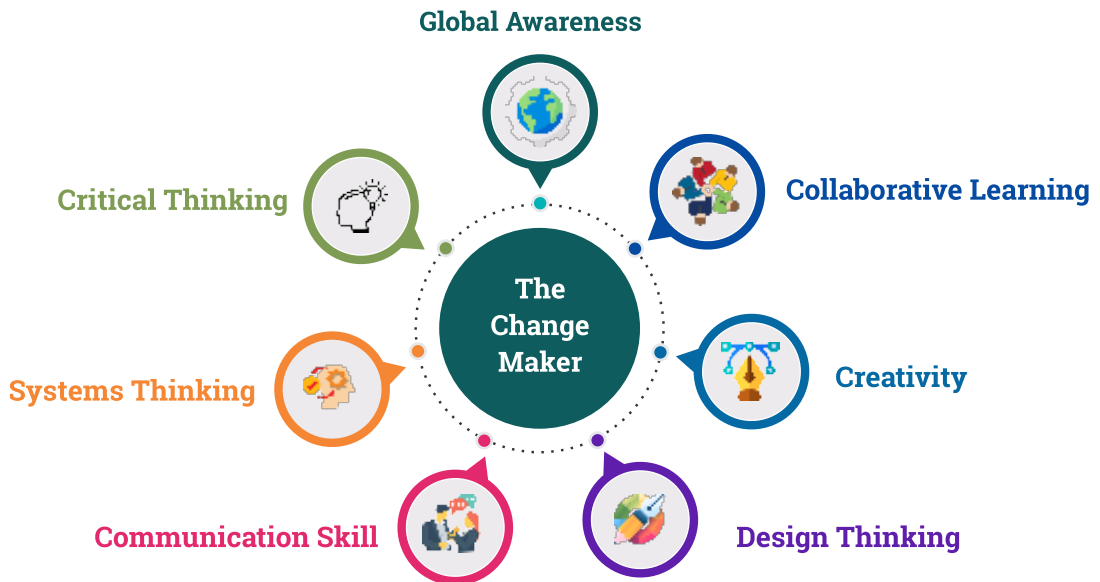 Global Awareness
Collaborative Learning
Critical Thinking
The
Change
Maker
Creativity
Systems Thinking
Communication Skill
Design Thinking